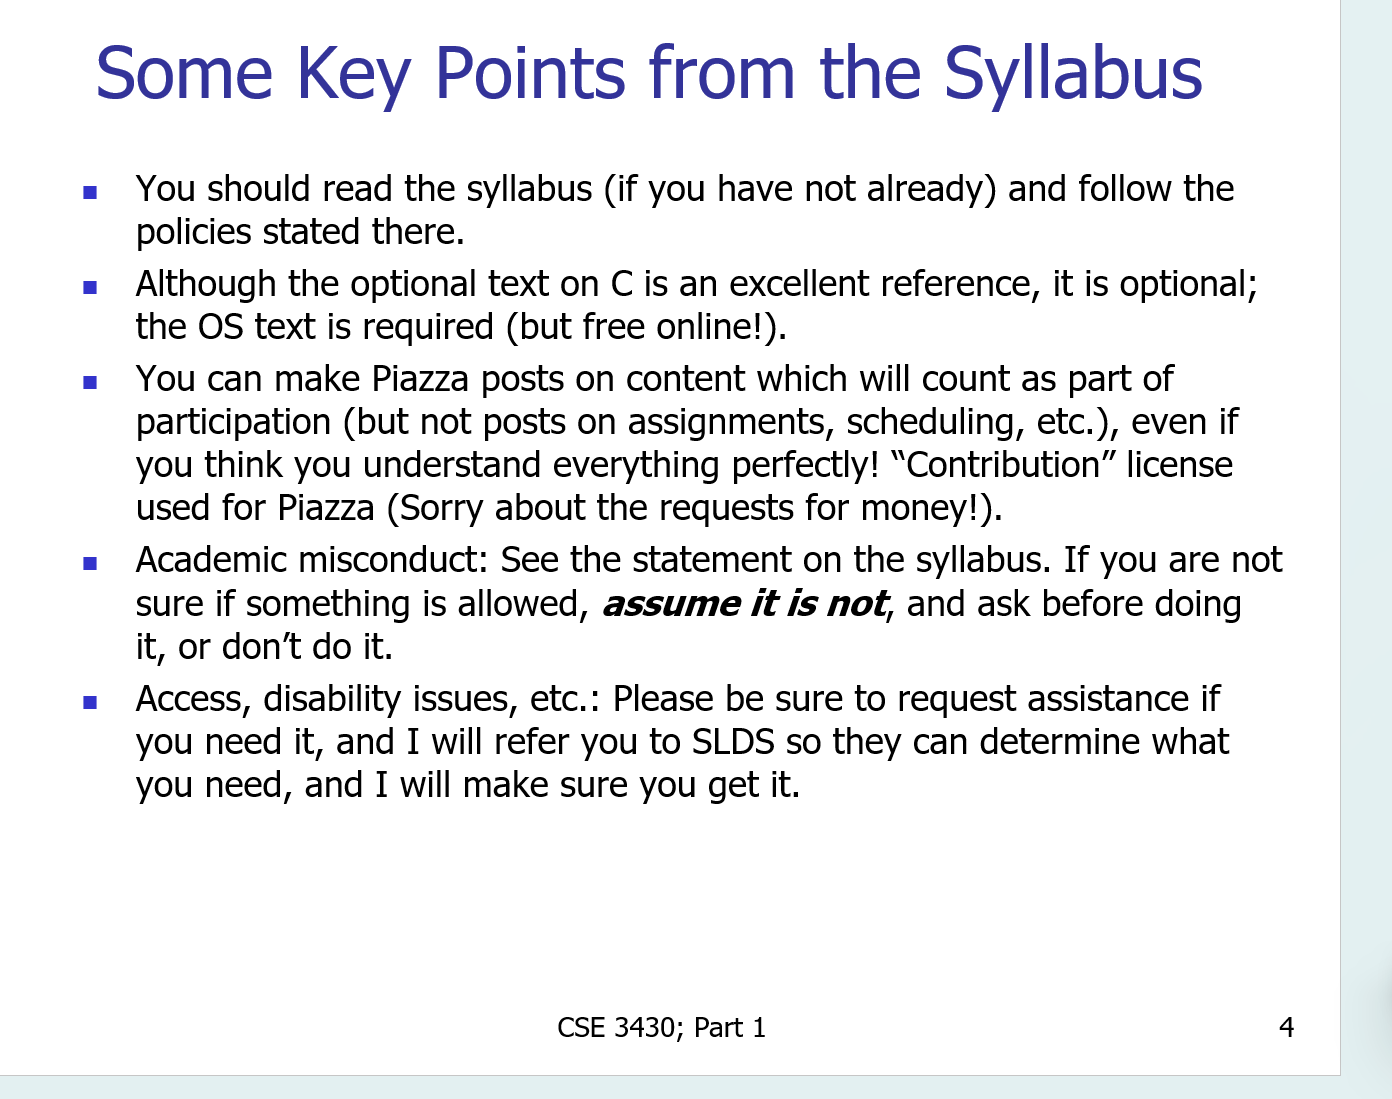 Some Key Points from the Syllabus
You should read the syllabus (if you have not already) and follow the
policies stated there.
Although the optional text on C is an excellent reference, it is optional;
the OS text is required (but free online!).
You can make Piazza posts on content which will count as part of
participation (but not posts on assignments, scheduling, etc.), even if
you think you understand everything perfectly! “Contribution” license
used for Piazza (Sorry about the requests for money!).
Academic misconduct: See the statement on the syllabus. If you are not
sure if something is allowed, assume it is not, and ask before doing
it, or don’t do it.
Access, disability issues, etc.: Please be sure to request assistance if
you need it, and I will refer you to SLDS so they can determine what
you need, and I will make sure you get it.
CSE 3430; Part 1
4